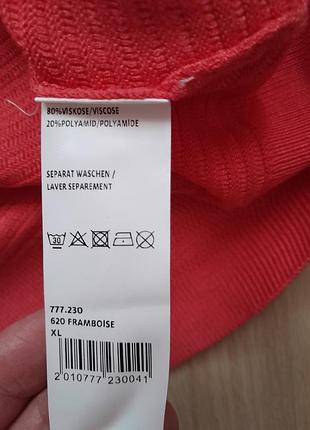 80%VISKOSE/VISCOSE
20%POLYAMID/POLYAMIDE
SEPARAT WASCHEN/
LAVER SEPAREMENT
30
777.230
620 FRAMBOISE
XL
2 010777 230041